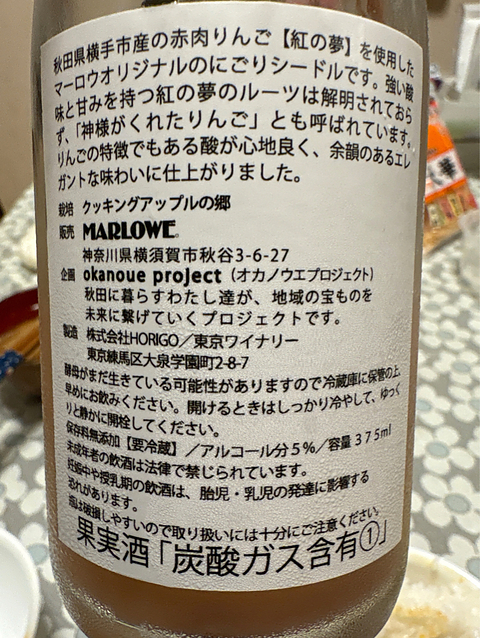 秋田県横手市産の赤肉りんご【紅の夢】を使用した
マーロウオリジナルのにごりシードルです。強い酸
味と甘みを持つ紅の夢のルーツは解明されておら
ず、「神様がくれたりんご」とも呼ばれています。
りんごの特徴でもある酸が心地良く、余韻のあるエレ
ガントな味わいに仕上がりました。
栽培 クッキングアップルの郷
販売 MARLOWE.
神奈川県横須賀市秋谷3-6-27
企画 okanoue project（オカノウエプロジェクト）
秋田に暮らすわたし達が、地域の宝ものを
未来に繋げていくプロジェクトです。
製造 株式会社HORIGO／東京ワイナリー
東京練馬区大泉学園町2-8-7
酵母がまだ生きている可能性がありますので冷蔵庫に保管の上、
早めにお飲みください。開けるときはしっかり冷やして、ゆっく
りと静かに開栓してください。
保存料無添加【要冷蔵】／アルコール分5%／容量375ml
未成年者の飲酒は法律で禁じられています。
妊娠中や授乳期の飲酒は、胎児・乳児の発達に影響する
恐れがあります。
瓶は破損しやすいので取り扱いには十分にご注意ください。
果実酒「炭酸ガス含有①」
華